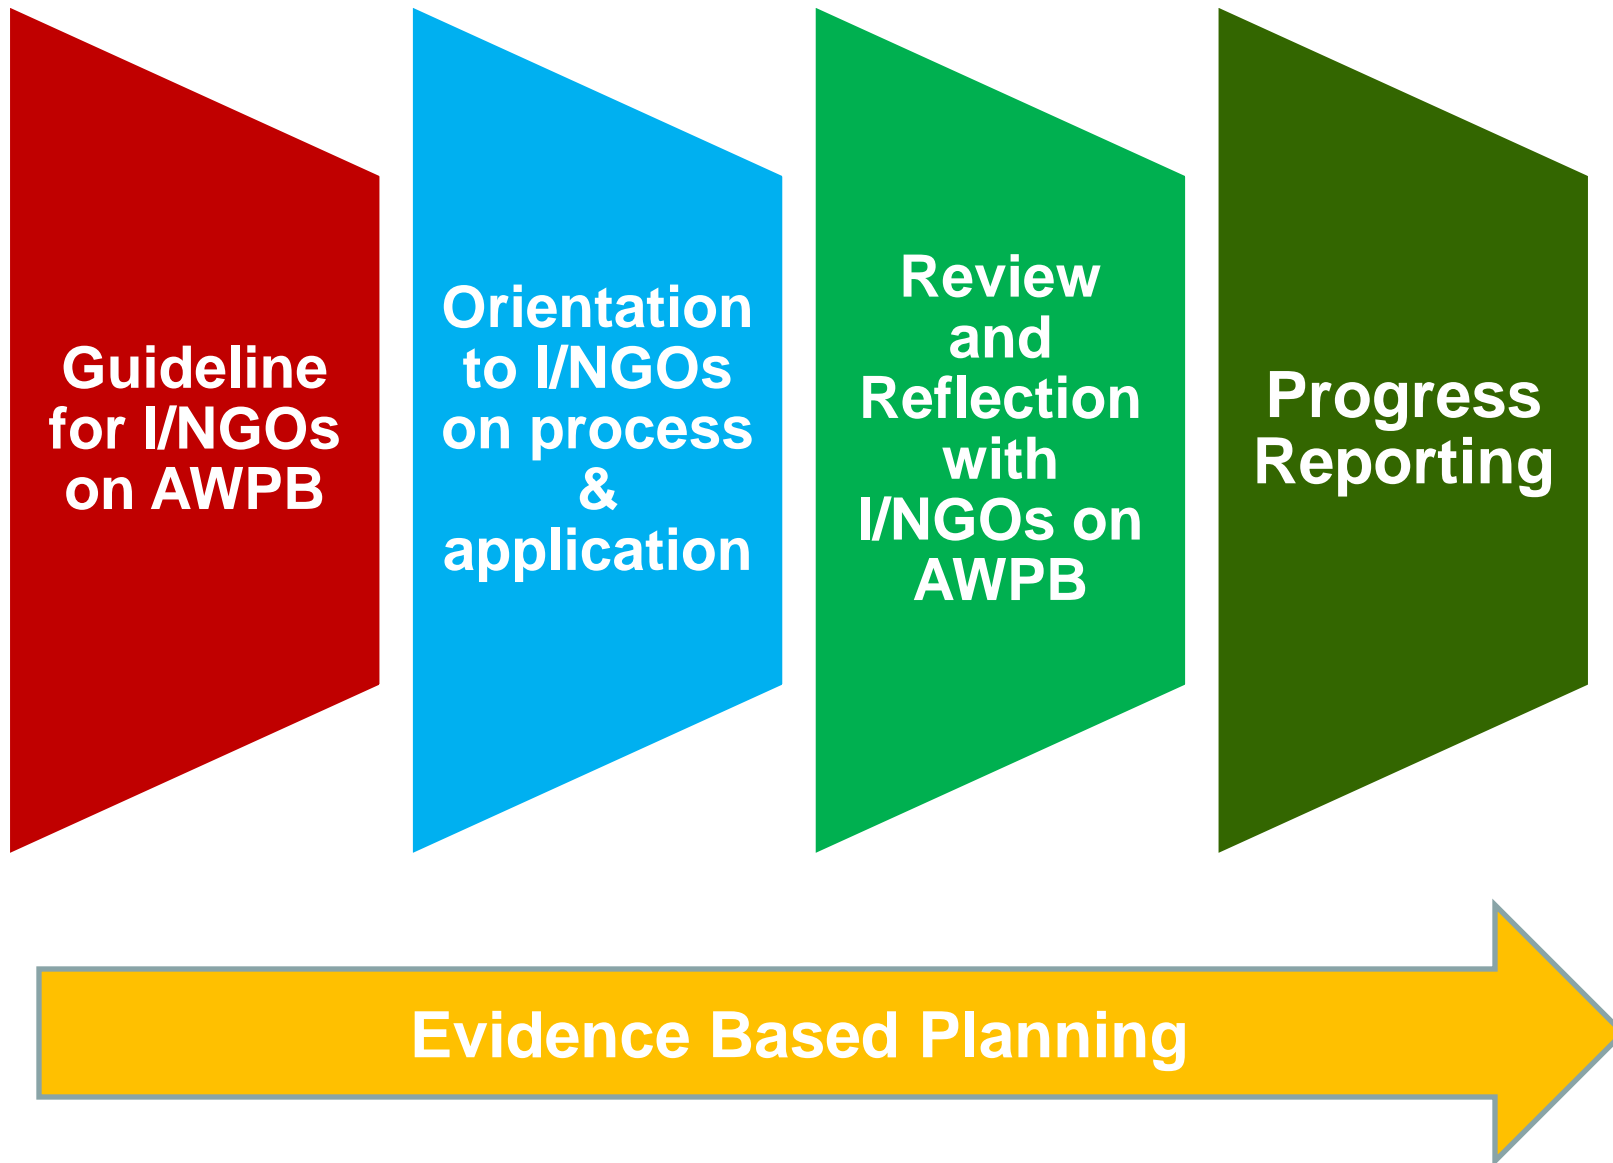 Guideline
for I/NGOs
on AWPB
Orientation
to I/NGOs
on process
&
application
Review
and
Reflection
with
I/NGOs on
AWPB
Progress
Reporting
Evidence Based Planning